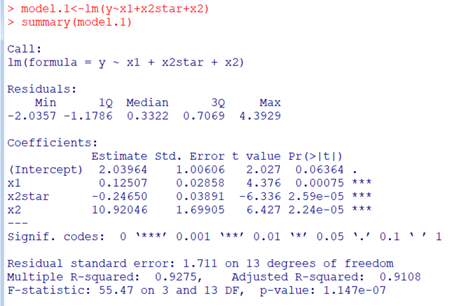 > model.1<-lm(y~x1+x2star+x2)
> summary(model.1)
Call:
lm(formula = y ~ x1 + x2star + x2)
Residuals:
Min 1Q Median 3Q Max
-2.0357 -1.1786 0.3322 0.7069 4.3929
Coefficients:
Estimate Std. Error t value Pr(>|t|)
(Intercept) 2.03964 1.00606 2.027 0.06364 .
x1 0.12507 0.02858 4.376 0.00075 ***
x2star -0.24650 0.03891 -6.336 2.59e-05 ***
x2 10.92046 1.69905 6.427 2.24e-05 ***
---
Signif. codes: 0 ‘***’ 0.001 ‘**’ 0.01 ‘*’ 0.05 ‘.’ 0.1 ‘ ’ 1
Residual standard error: 1.711 on 13 degrees of freedom
Multiple R-squared: 0.9275, Adjusted R-squared: 0.9108
F-statistic: 55.47 on 3 and 13 DF, p-value: 1.147e-07